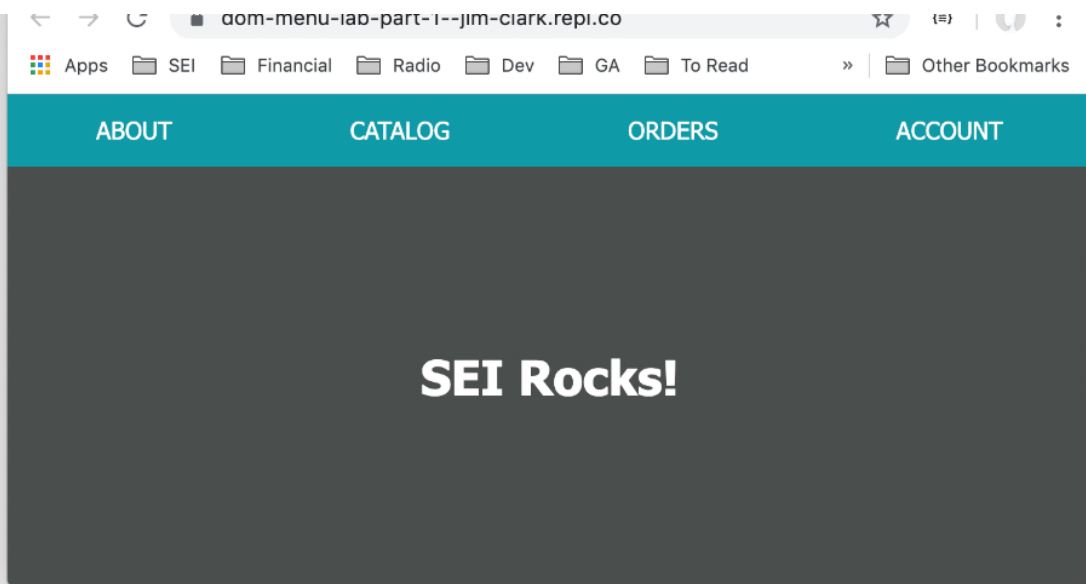 dom-menu-lab-part-1--jim-clark.repl.co {≡}
Apps SEI Financial Radio Dev GA To Read » Other Bookmarks
ABOUT CATALOG ORDERS ACCOUNT
SEI Rocks!